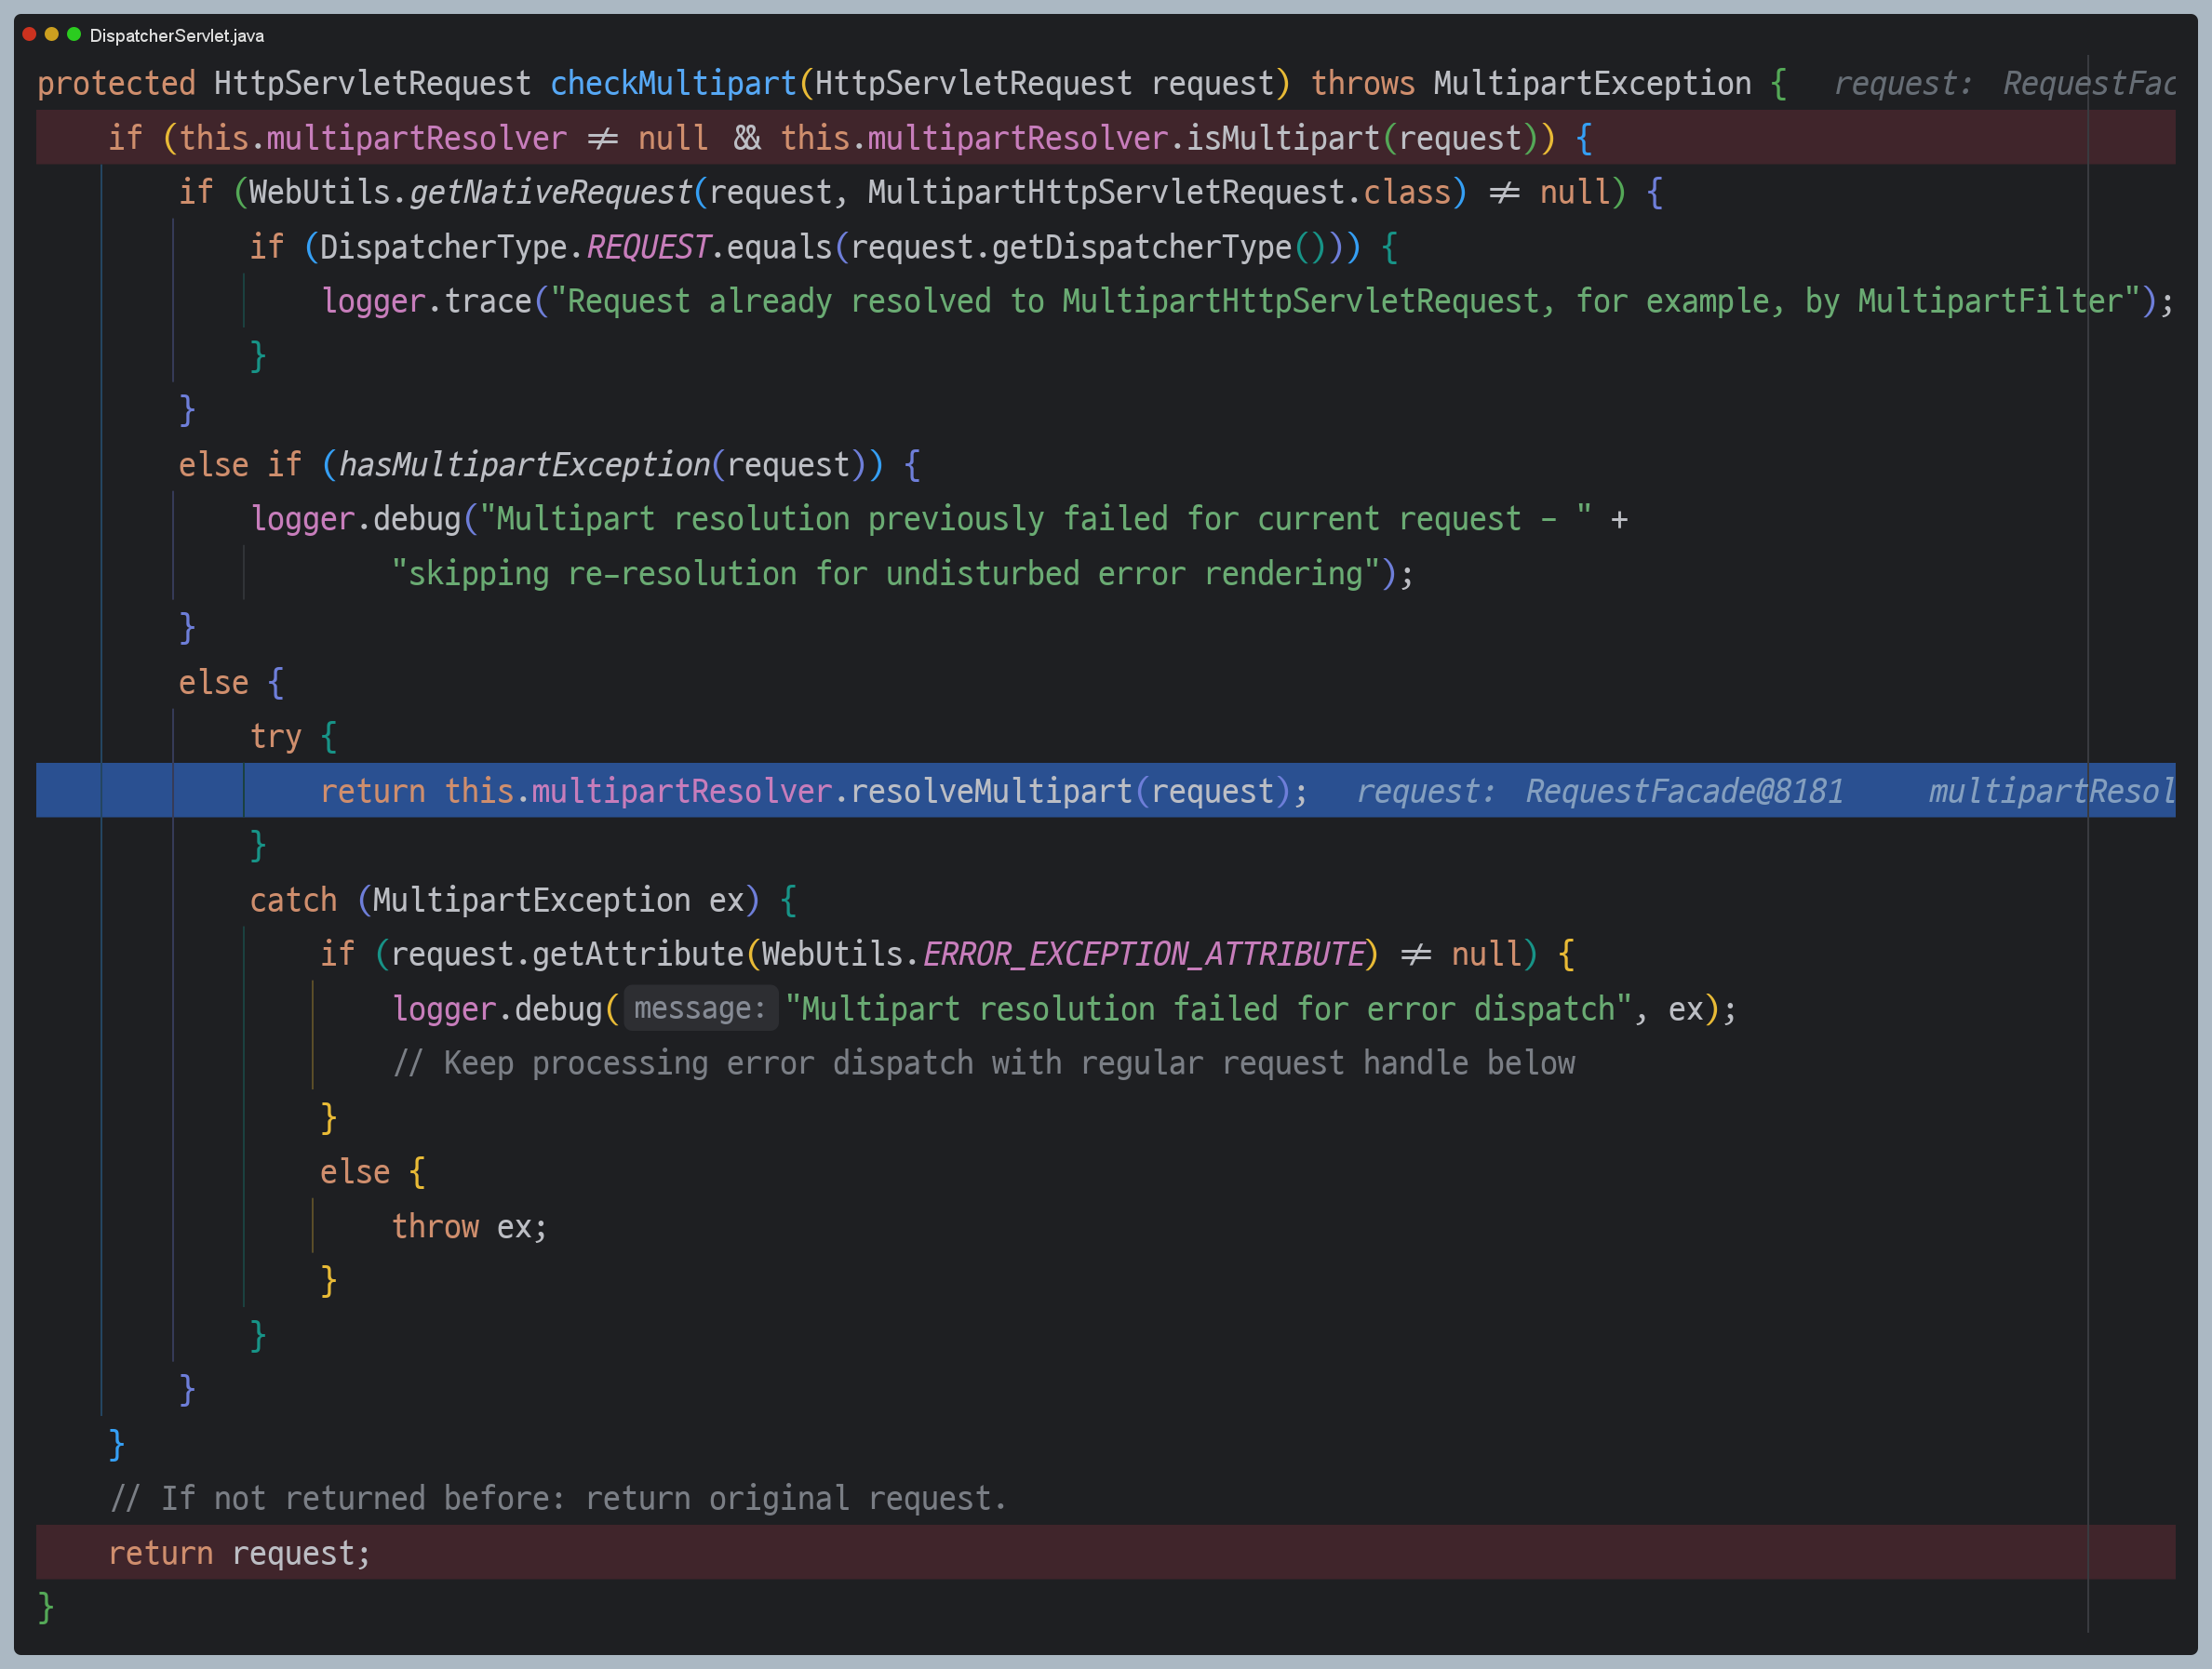 DispatcherServlet.java
protected HttpServletRequest checkMultipart(HttpServletRequest request) throws MultipartException {   request: RequestFac
    if (this.multipartResolver != null && this.multipartResolver.isMultipart(request)) {
        if (WebUtils.getNativeRequest(request, MultipartHttpServletRequest.class) != null) {
            if (DispatcherType.REQUEST.equals(request.getDispatcherType())) {
                logger.trace("Request already resolved to MultipartHttpServletRequest, for example, by MultipartFilter");
            }
        }
        else if (hasMultipartException(request)) {
            logger.debug("Multipart resolution previously failed for current request - " +
                    "skipping re-resolution for undisturbed error rendering");
        }
        else {
            try {
                return this.multipartResolver.resolveMultipart(request);   request: RequestFacade@8181     multipartResol
            }
            catch (MultipartException ex) {
                if (request.getAttribute(WebUtils.ERROR_EXCEPTION_ATTRIBUTE) != null) {
                    logger.debug( message: "Multipart resolution failed for error dispatch", ex);
                    // Keep processing error dispatch with regular request handle below
                }
                else {
                    throw ex;
                }
            }
        }
    }
    // If not returned before: return original request.
    return request;
}